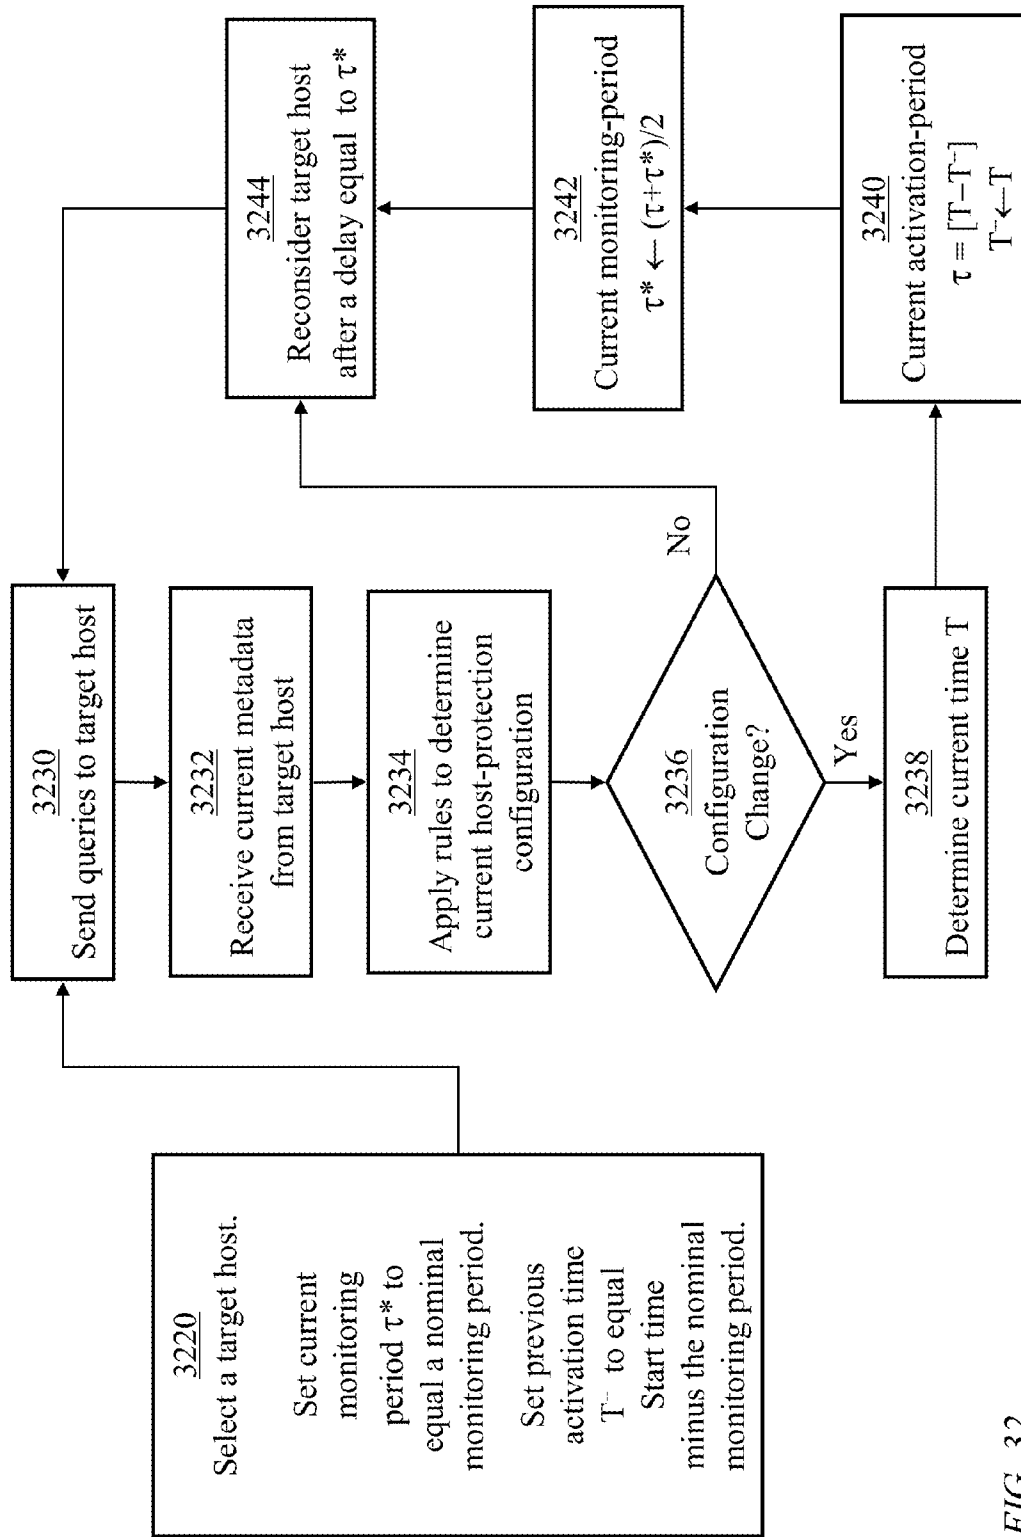 3220
Select a target host.
Set current
monitoring
period τ* to
equal a nominal
monitoring period.
Set previous
activation time
T⁻ to equal
Start time
minus the nominal
monitoring period.
3230
Send queries to target host
3232
Receive current metadata
from target host
3234
Apply rules to determine
current host-protection
configuration
3236
Configuration
Change?
No
Yes
3238
Determine current time T
3240
Current activation-period
τ = [T−T⁻]
T⁻←T
3242
Current monitoring-period
τ* ← (τ+τ*)/2
3244
Reconsider target host
after a delay equal to τ*
FIG. 32